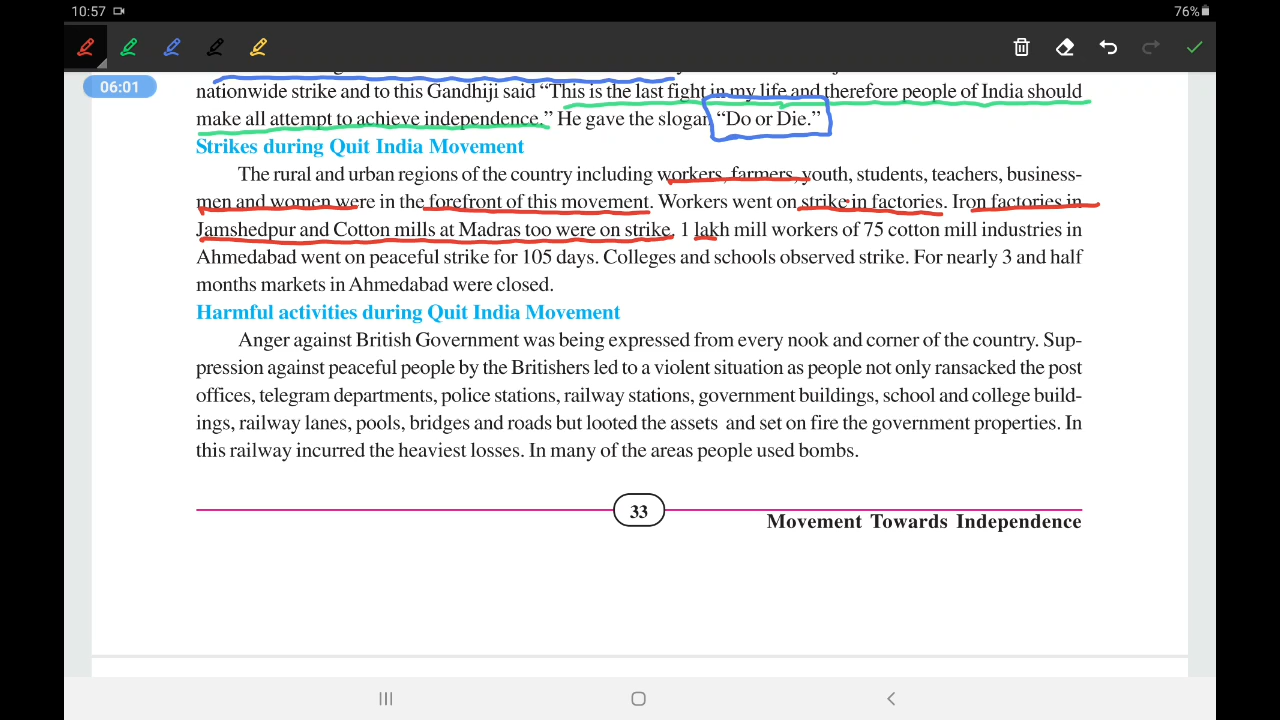 10:57
76%
06:01
nationwide strike and to this Gandhiji said “This is the last fight in my life and therefore people of India should
make all attempt to achieve independence.” He gave the slogan “Do or Die.”
Strikes during Quit India Movement
The rural and urban regions of the country including workers, farmers, youth, students, teachers, business-
men and women were in the forefront of this movement. Workers went on strike in factories. Iron factories in
Jamshedpur and Cotton mills at Madras too were on strike. 1 lakh mill workers of 75 cotton mill industries in
Ahmedabad went on peaceful strike for 105 days. Colleges and schools observed strike. For nearly 3 and half
months markets in Ahmedabad were closed.
Harmful activities during Quit India Movement
Anger against British Government was being expressed from every nook and corner of the country. Sup-
pression against peaceful people by the Britishers led to a violent situation as people not only ransacked the post
offices, telegram departments, police stations, railway stations, government buildings, school and college build-
ings, railway lanes, pools, bridges and roads but looted the assets and set on fire the government properties. In
this railway incurred the heaviest losses. In many of the areas people used bombs.
33
Movement Towards Independence